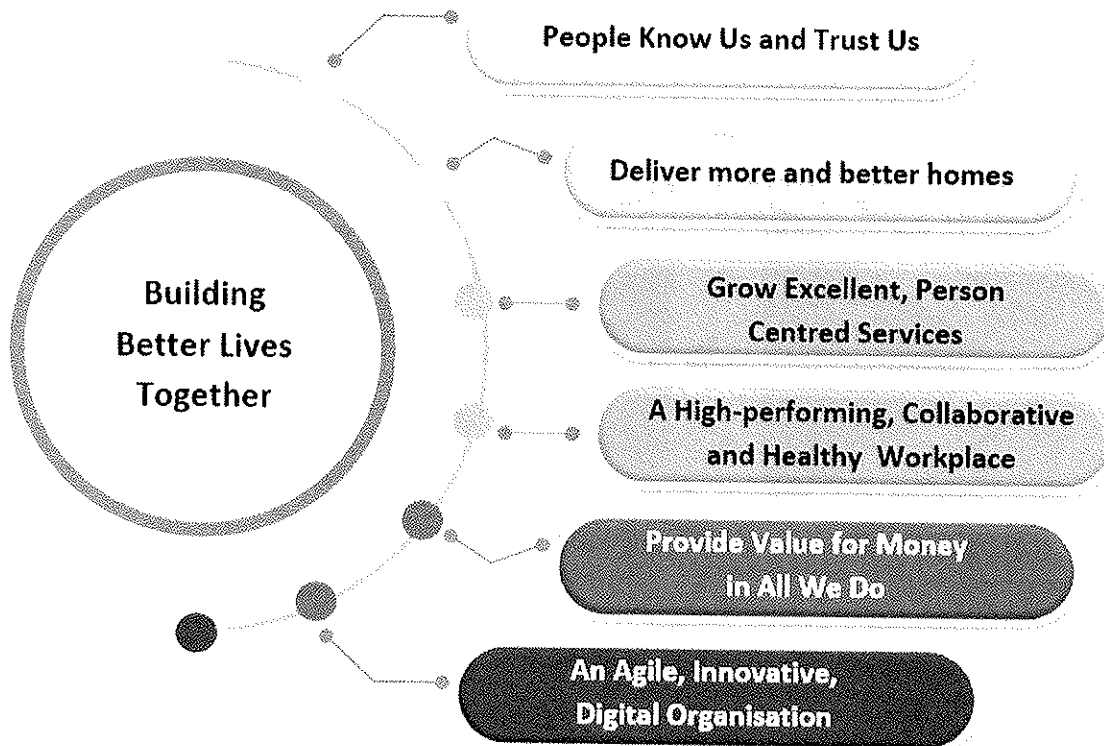 People Know Us and Trust Us
Deliver more and better homes
Building
Better Lives
Together
Grow Excellent, Person
Centred Services
A High-performing, Collaborative
and Healthy Workplace
Provide Value for Money
in All We Do
An Agile, Innovative,
Digital Organisation